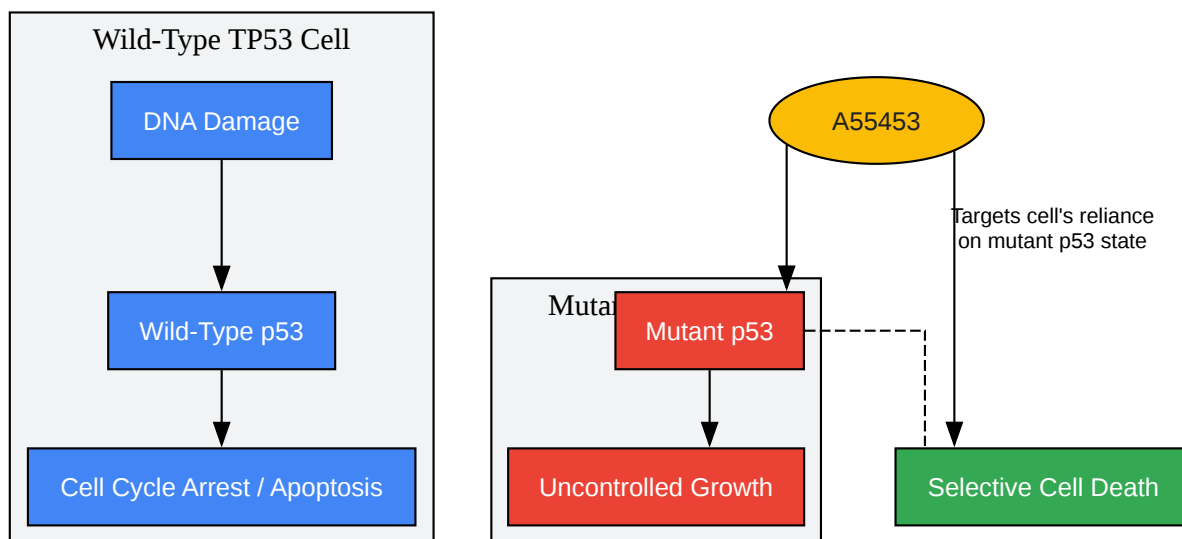 Wild-Type TP53 Cell
DNA Damage
Wild-Type p53
Cell Cycle Arrest / Apoptosis
A55453
Targets cell's reliance
on mutant p53 state
Mutant p53
Uncontrolled Growth
Selective Cell Death